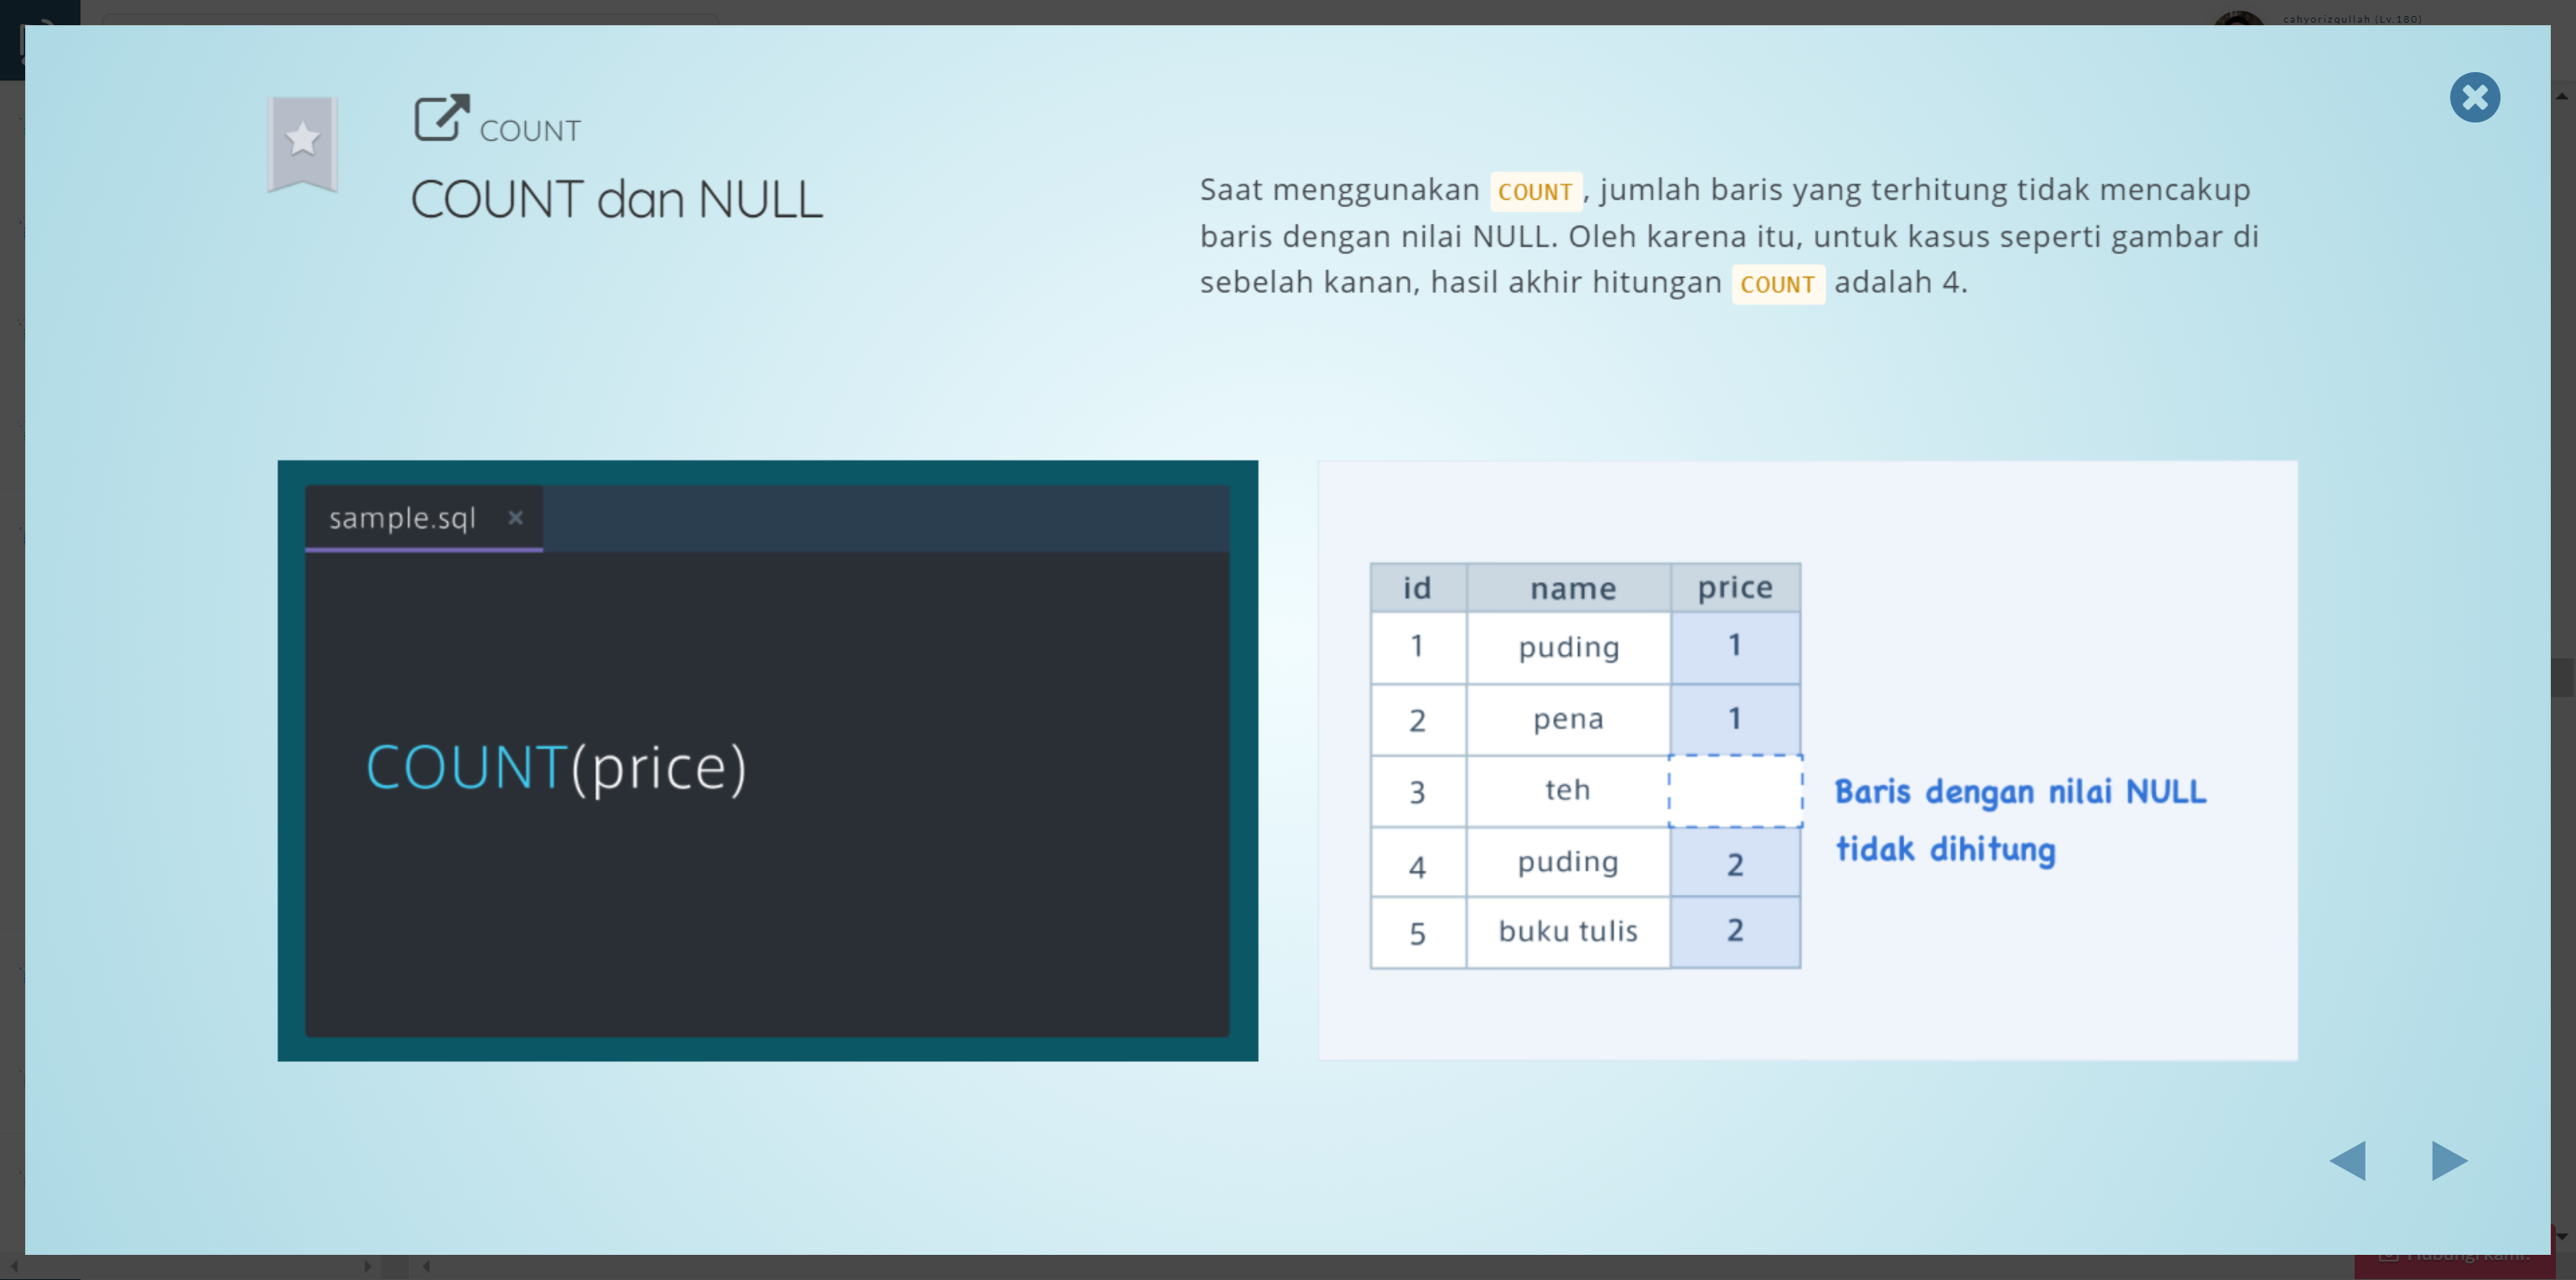 cahyorizqullah (Lv.180)
COUNT
COUNT dan NULL
Saat menggunakan COUNT, jumlah baris yang terhitung tidak mencakup
baris dengan nilai NULL. Oleh karena itu, untuk kasus seperti gambar di
sebelah kanan, hasil akhir hitungan COUNT adalah 4.
sample.sql ×
COUNT(price)
id name price
1 puding 1
2 pena 1
3 teh
4 puding 2
5 buku tulis 2
Baris dengan nilai NULL
tidak dihitung